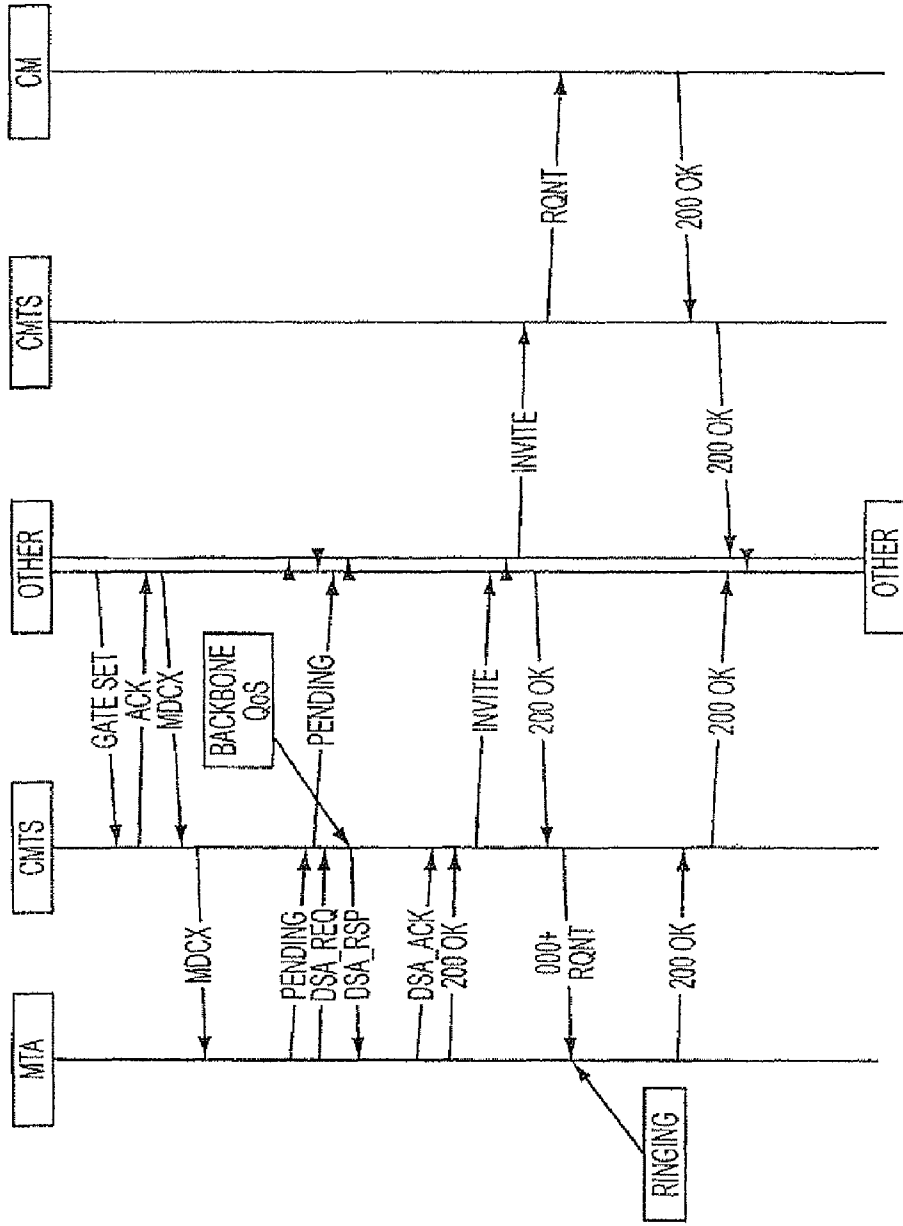 MTA
CMTS
OTHER
CMTS
CM
GATE SET
ACK
MDCX
MDCX
BACKBONE
QoS
PENDING
PENDING
DSA_REQ
DSA_RSP
DSA_ACK
200 OK
INVITE
INVITE
200 OK
RQNT
000+
RQNT
RINGING
200 OK
200 OK
200 OK
200 OK
OTHER